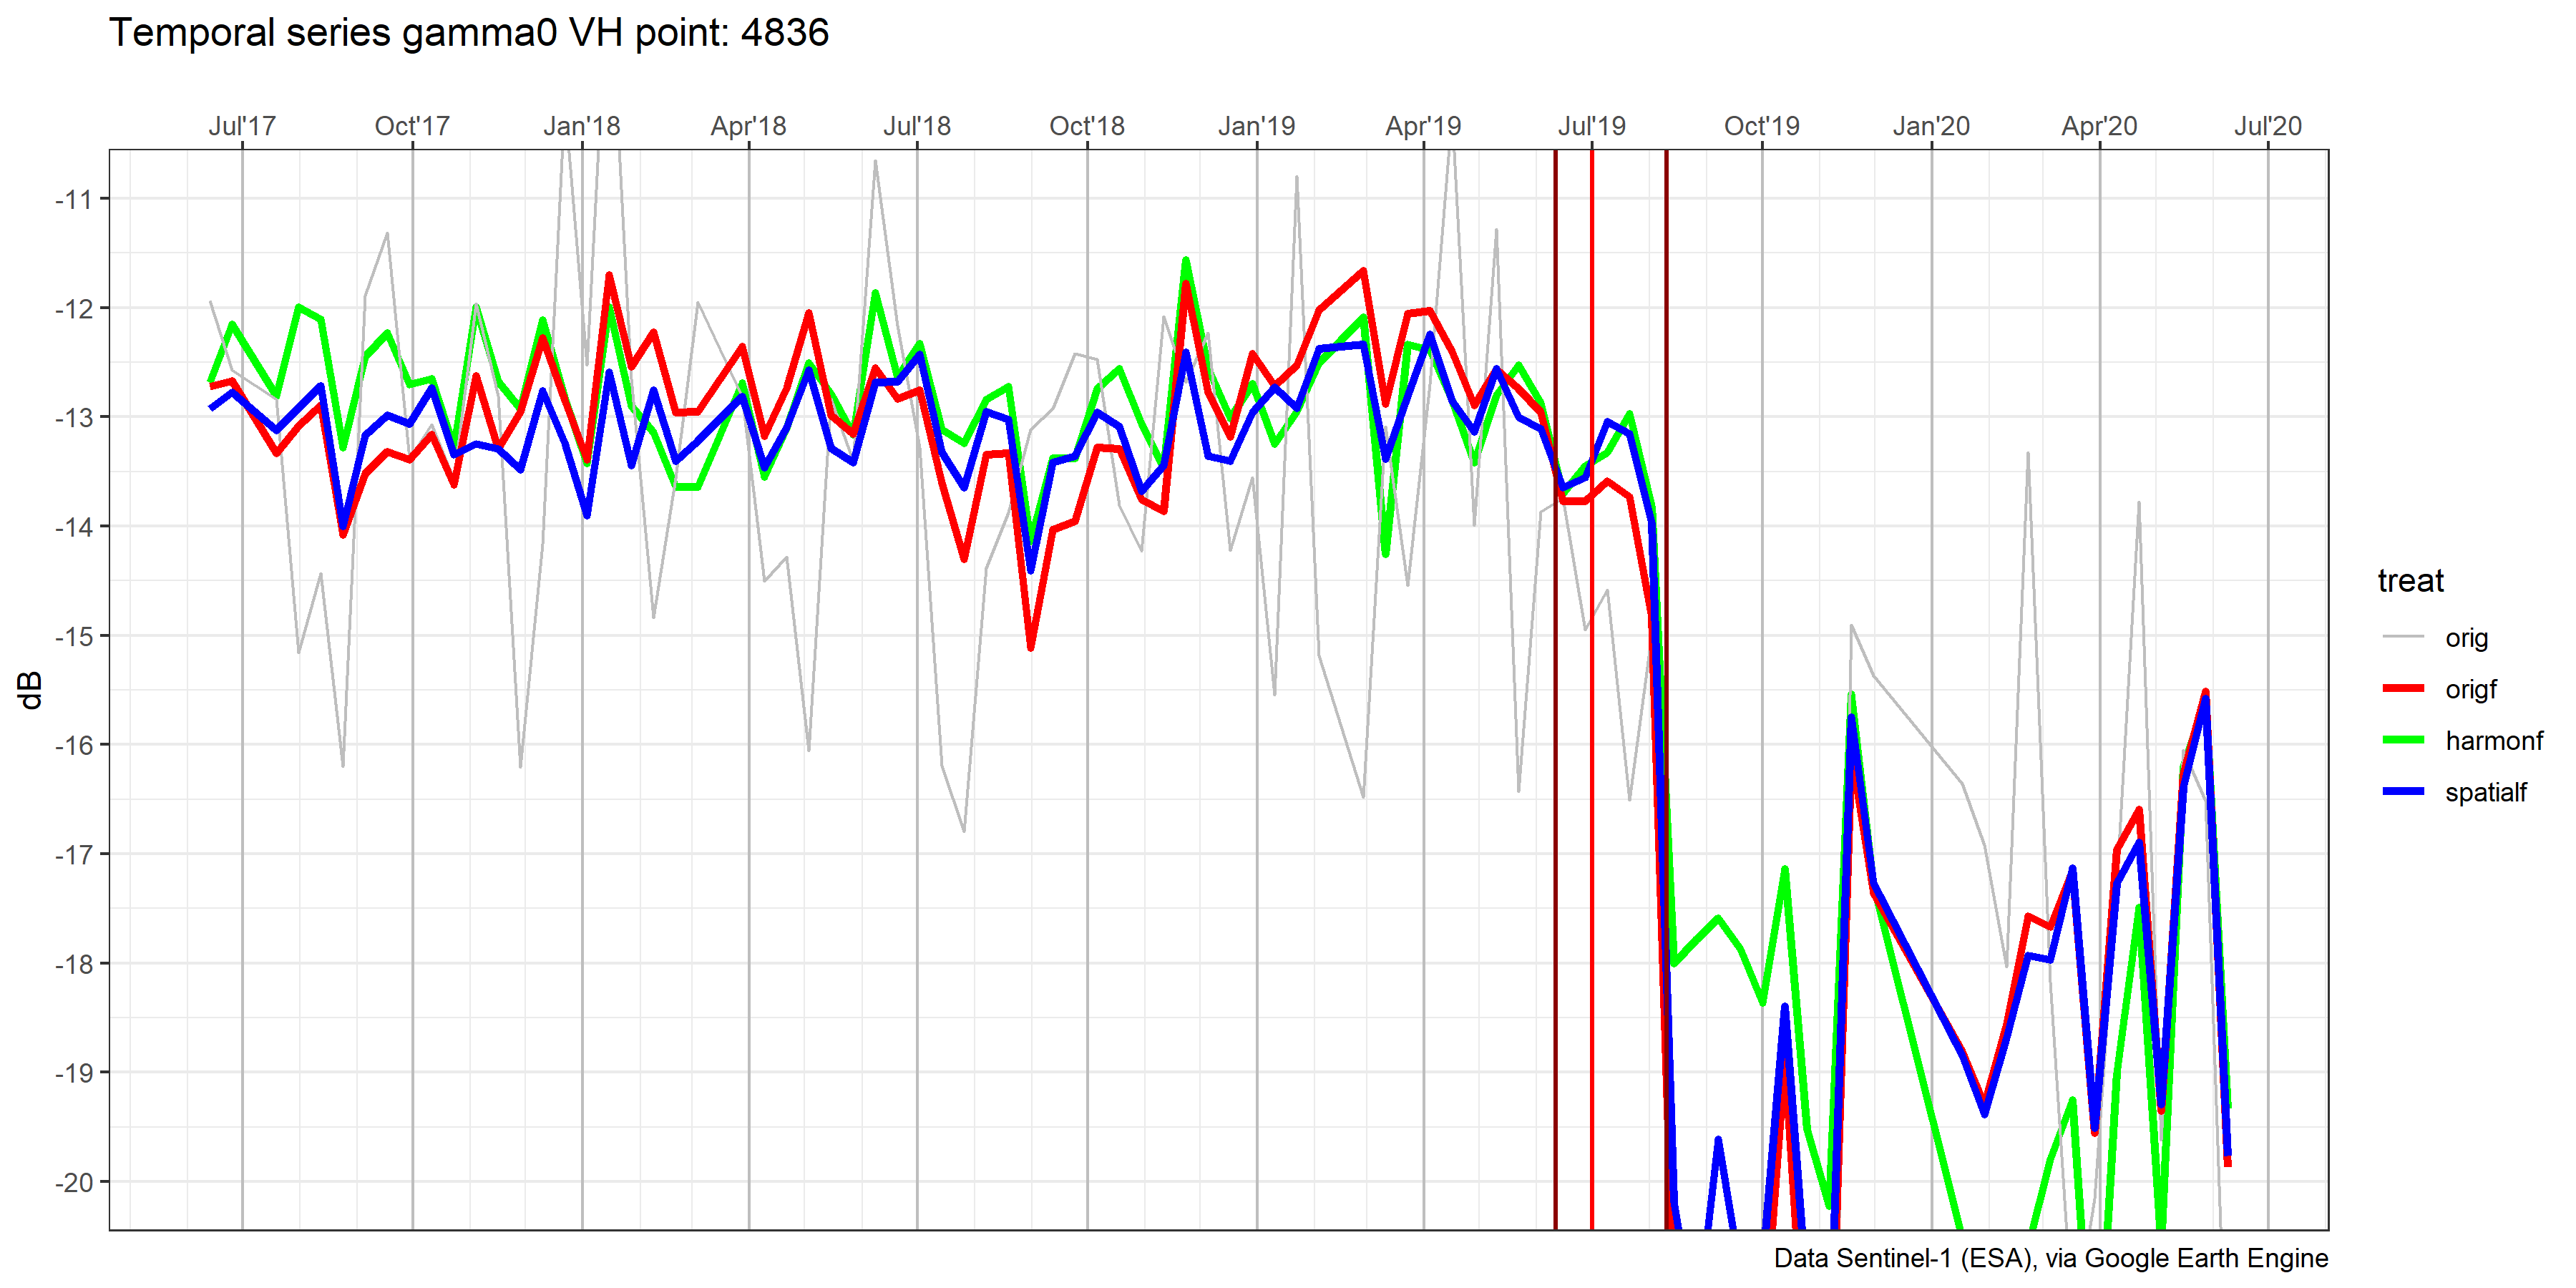 Temporal series gamma0 VH point: 4836
Jul'17 Oct'17 Jan'18 Apr'18 Jul'18 Oct'18 Jan'19 Apr'19 Jul'19 Oct'19 Jan'20 Apr'20 Jul'20
-11
-12
-13
-14
-15
-16
-17
-18
-19
-20
dB
treat
orig
origf
harmonf
spatialf
Data Sentinel-1 (ESA), via Google Earth Engine